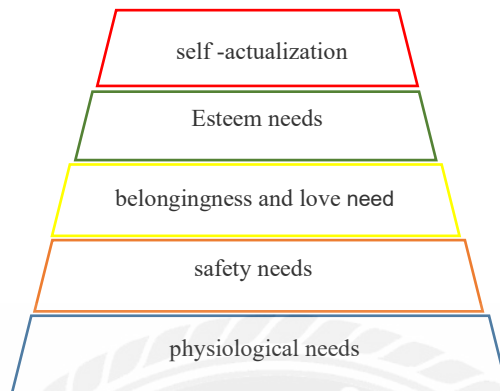 self -actualization
Esteem needs
belongingness and love need
safety needs
physiological needs